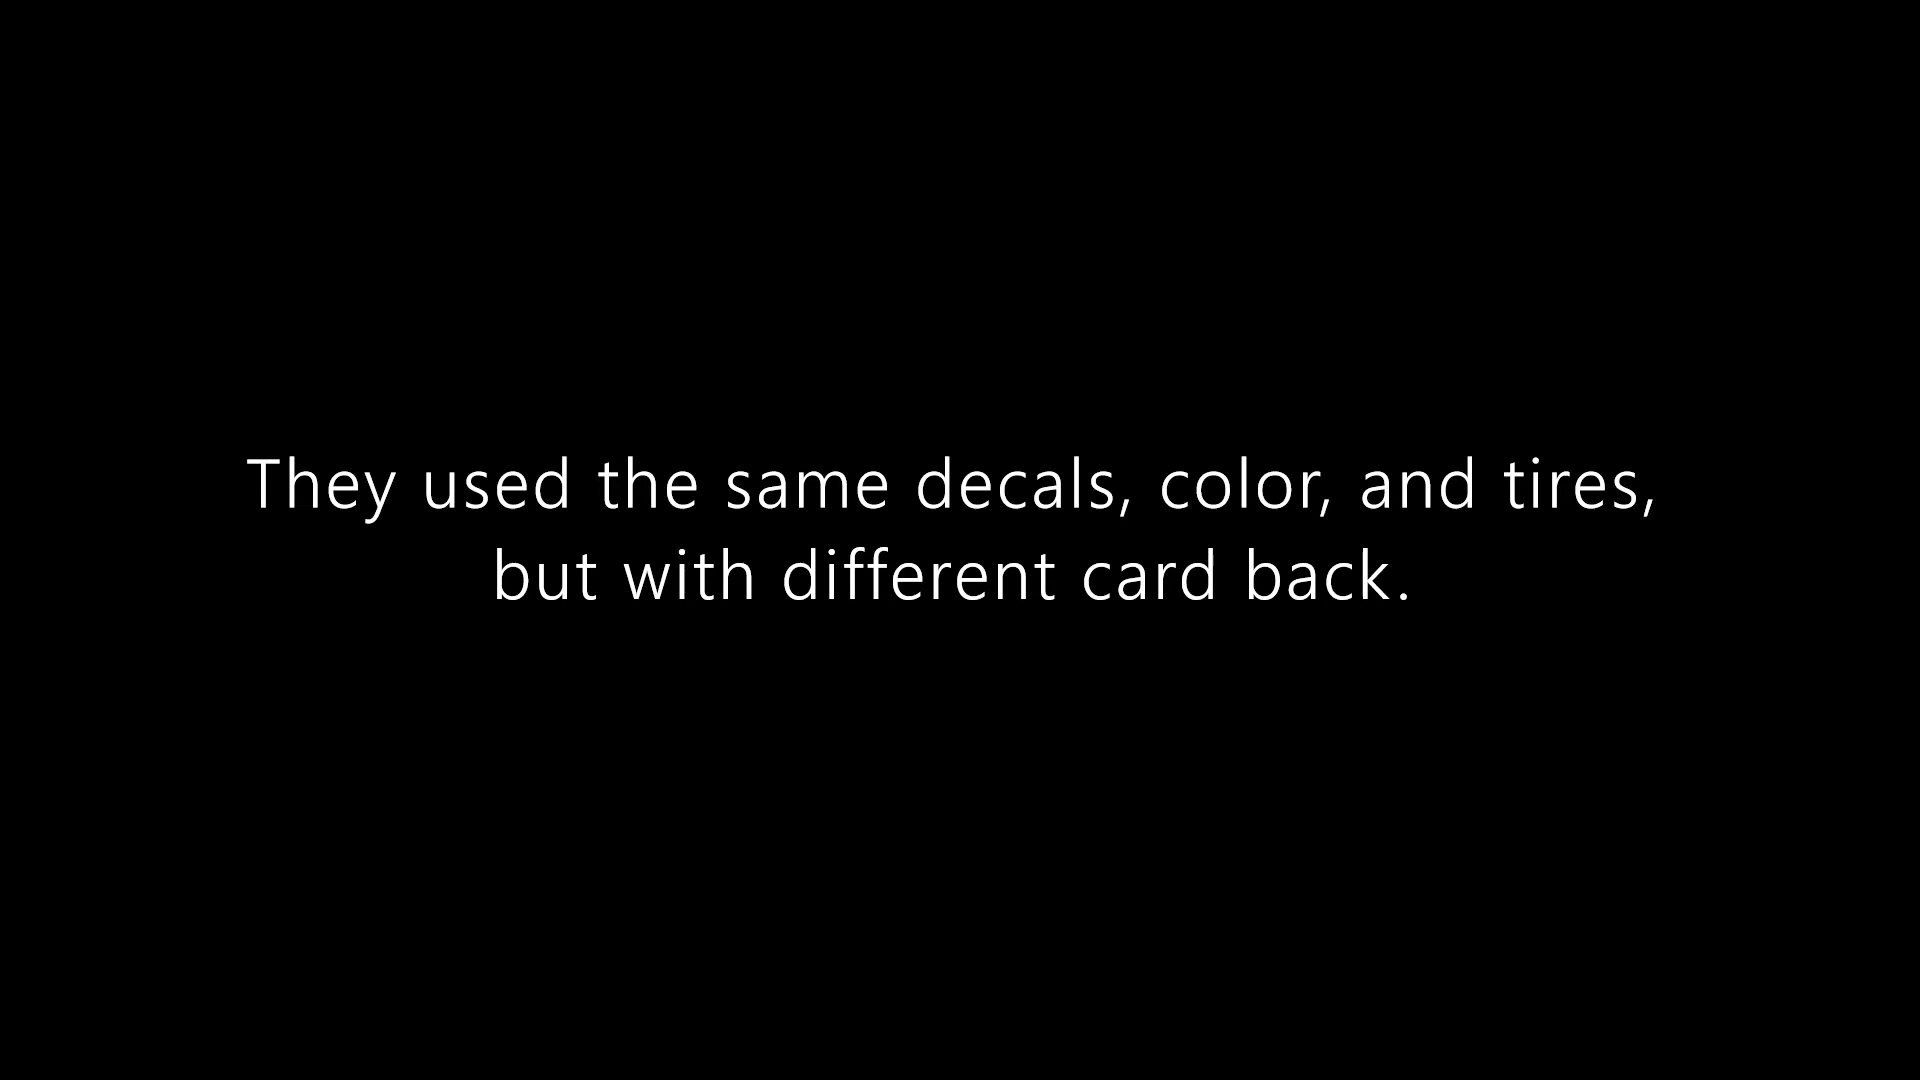 They used the same decals, color, and tires,
but with different card back.